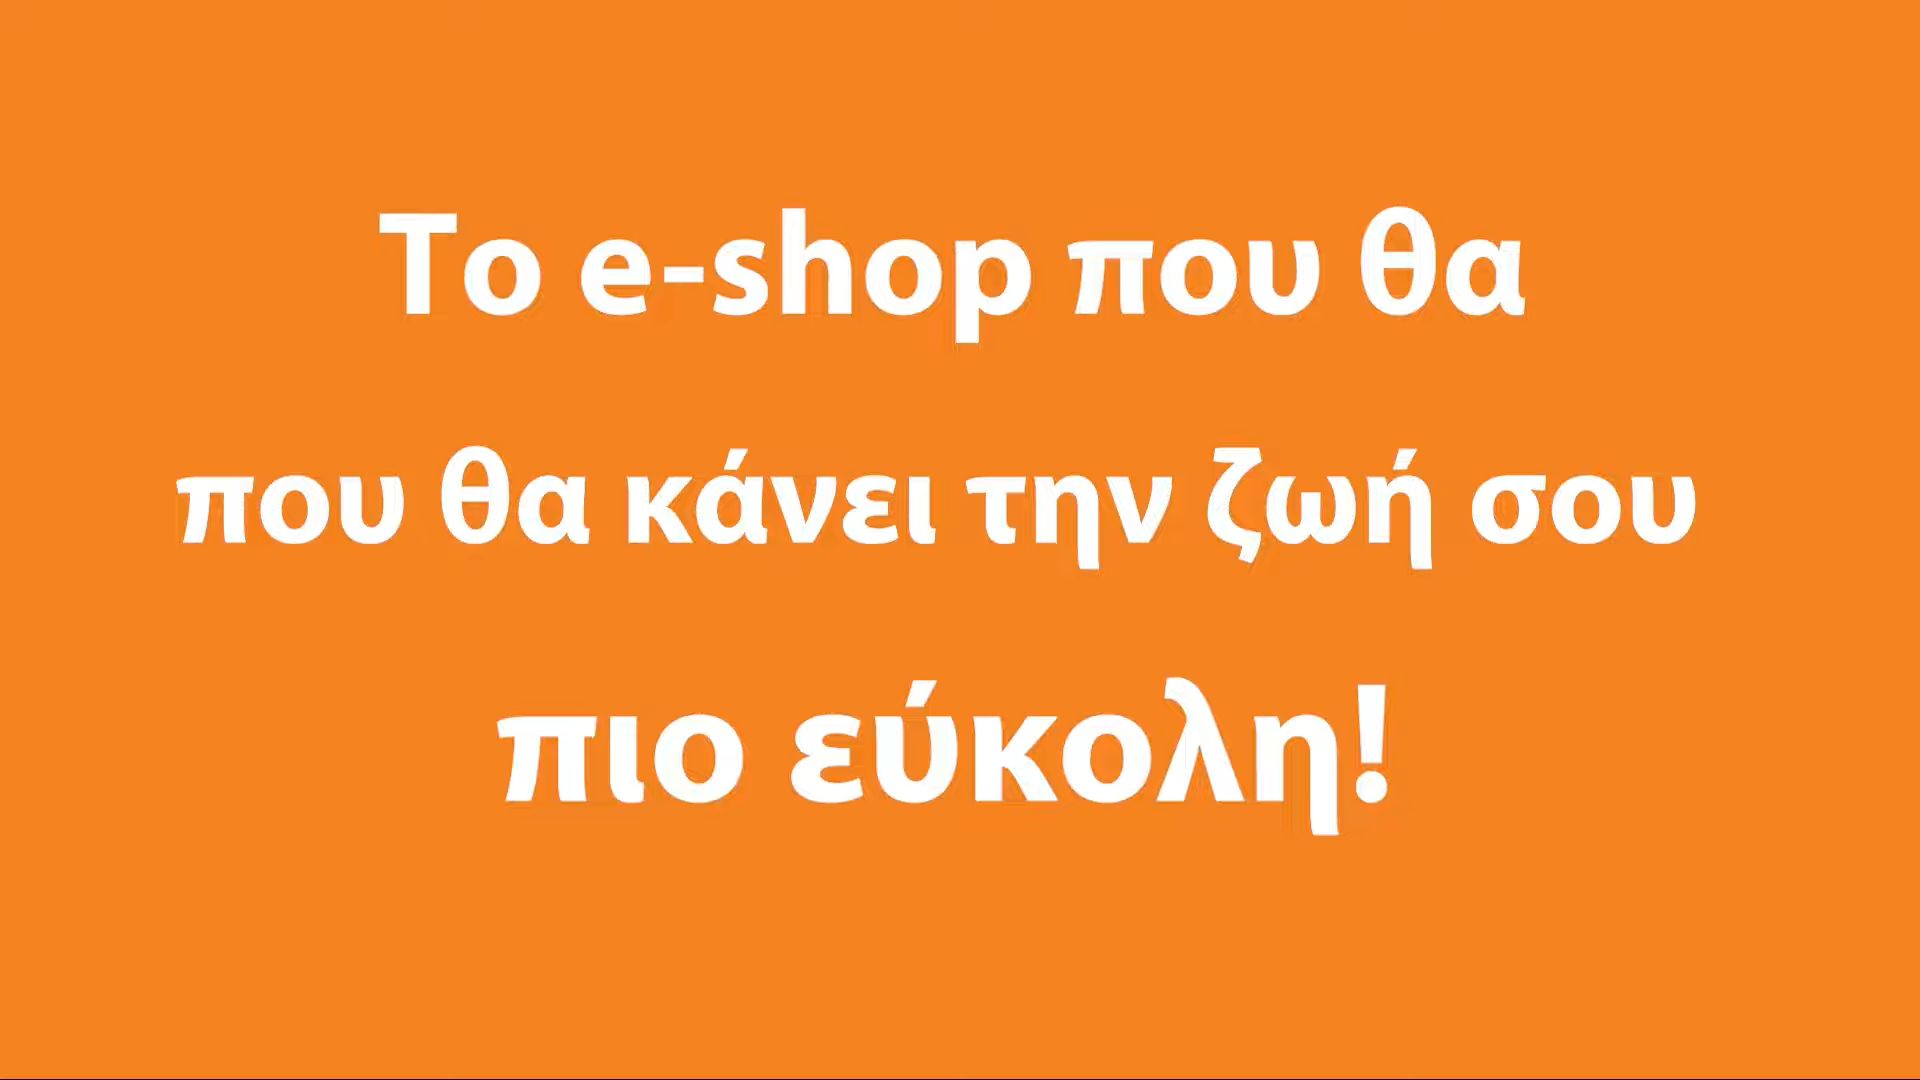 Το e-shop που θα
που θα κάνει την ζωή σου
πιο εύκολη!